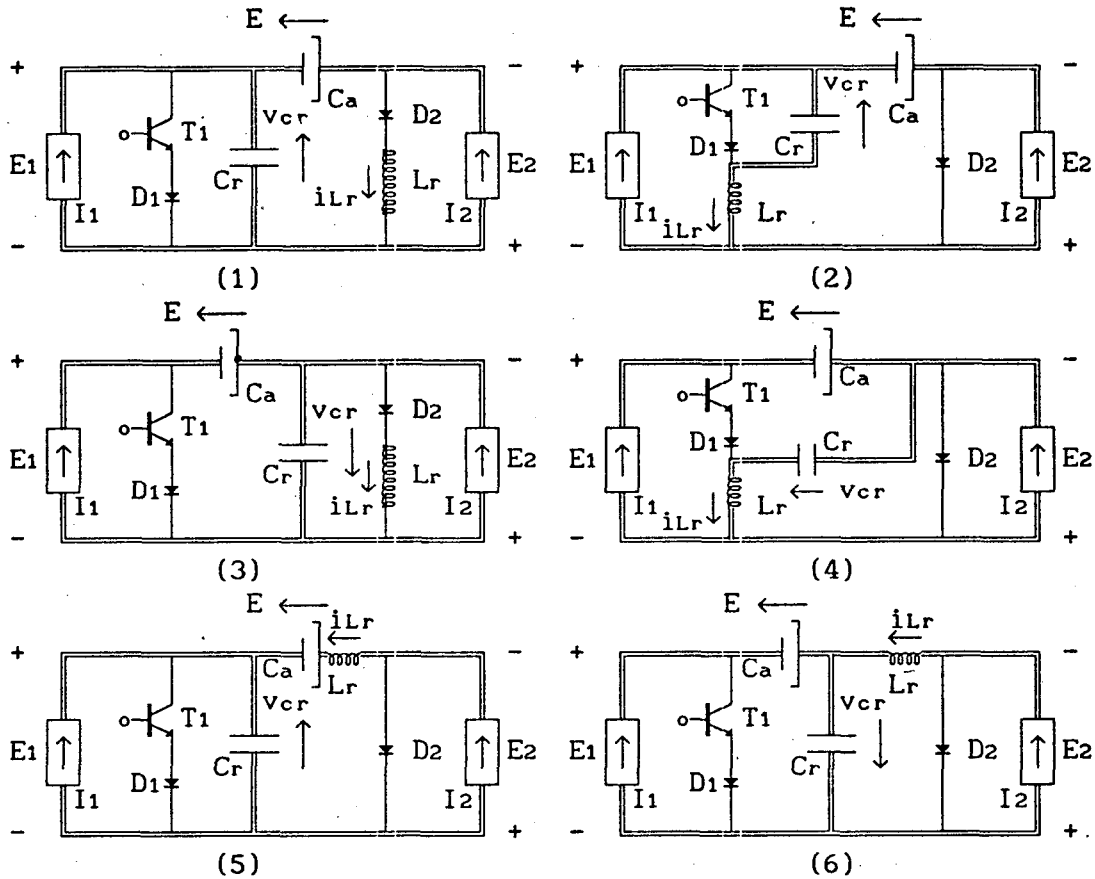 E
+ -
Ca D2
T1 Vcr
E1 Cr Lr E2
D1 iLr
I1 I2
- +
(1)
E
+ -
T1 Vcr Ca
D1 Cr D2
E1 E2
Lr
I1 iLr I2
- +
(2)
E
+ -
Ca D2
T1 Vcr
E1 Cr Lr E2
D1 iLr
I1 I2
- +
(3)
E
+ -
T1 Ca
D1 Cr D2
E1 E2
Lr Vcr
I1 iLr I2
- +
(4)
E iLr
+ -
Ca Lr
T1 Vcr
E1 Cr D2 E2
D1
I1 I2
- +
(5)
E iLr
+ -
Ca Lr
T1 Vcr
E1 Cr D2 E2
D1
I1 I2
- +
(6)